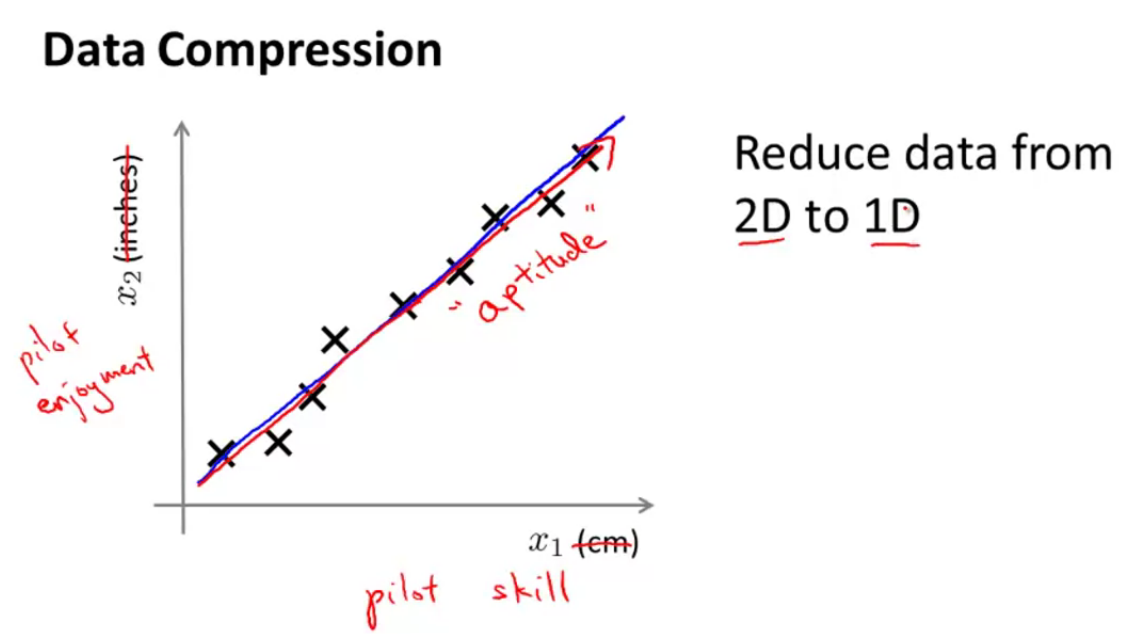 Data Compression
x₂ (inches)
pilot
enjoyment
"aptitude"
x₁ (cm)
pilot skill
Reduce data from
2D to 1D